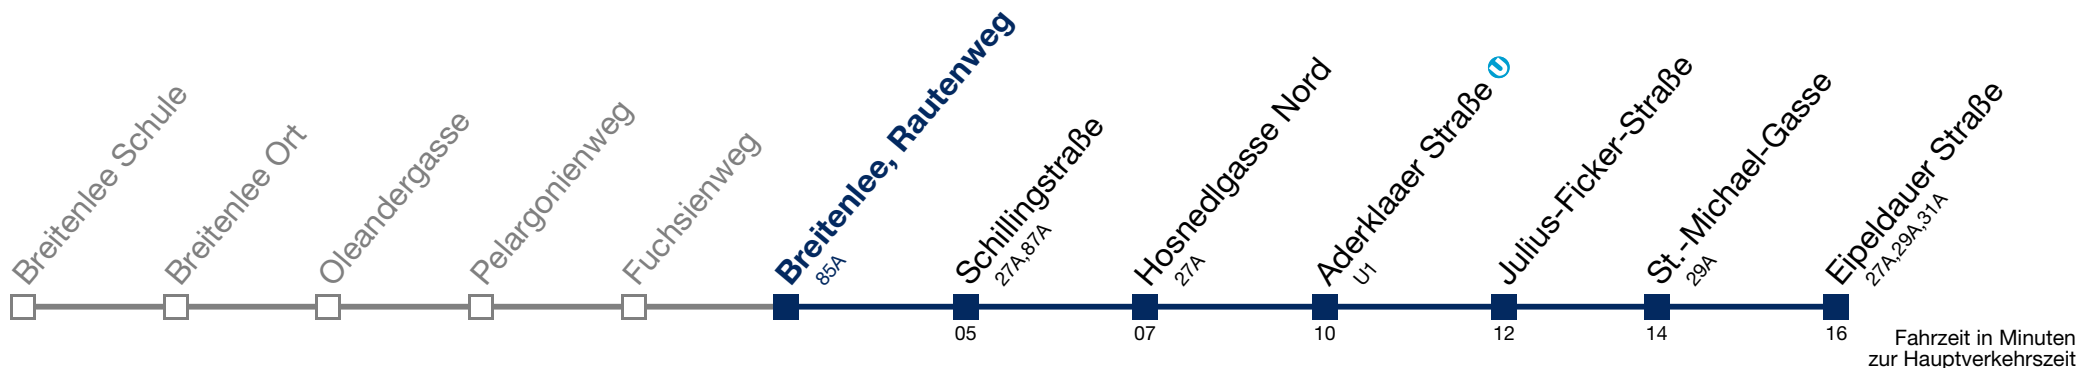 Breitenlee Schule
Breitenlee Ort
Oleandergasse
Pelargonienweg
Fuchsienweg
Breitenlee, Rautenweg
85A
Schillingstraße
27A,87A
05
Hosnedlgasse Nord
27A
07
Aderklaaer Straße U
U1
10
Julius-Ficker-Straße
12
St.-Michael-Gasse
29A
14
Eipeldauer Straße
27A,29A,31A
16
Fahrzeit in Minuten
zur Hauptverkehrszeit